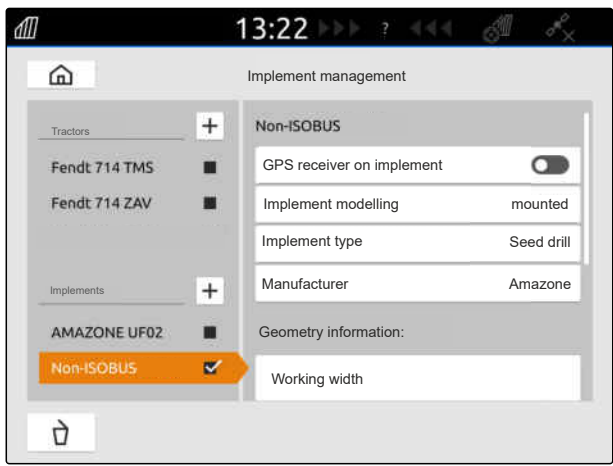 13:22
?
Implement management
Tractors
Fendt 714 TMS
Fendt 714 ZAV
Implements
AMAZONE UF02
Non-ISOBUS
Non-ISOBUS
GPS receiver on implement
Implement modelling mounted
Implement type Seed drill
Manufacturer Amazone
Geometry information:
Working width